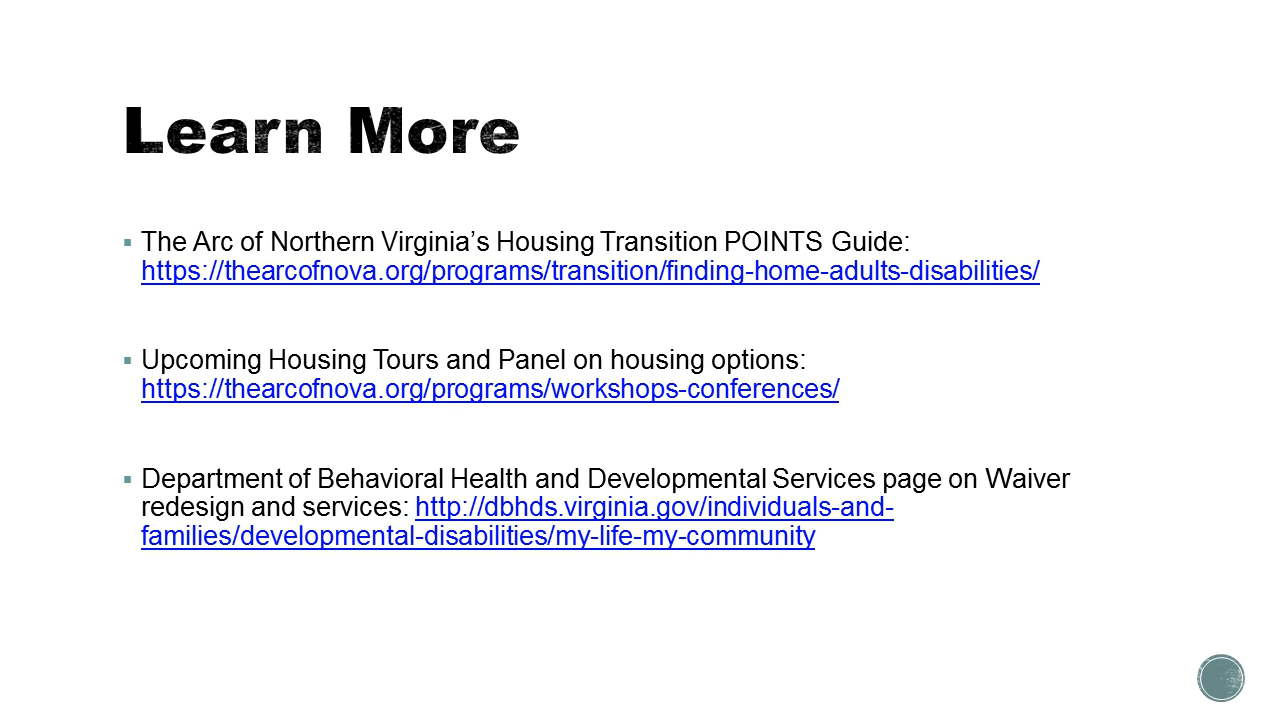 Learn More
▪ The Arc of Northern Virginia’s Housing Transition POINTS Guide:
https://thearcofnova.org/programs/transition/finding-home-adults-disabilities/
▪ Upcoming Housing Tours and Panel on housing options:
https://thearcofnova.org/programs/workshops-conferences/
▪ Department of Behavioral Health and Developmental Services page on Waiver
redesign and services: http://dbhds.virginia.gov/individuals-and-
families/developmental-disabilities/my-life-my-community